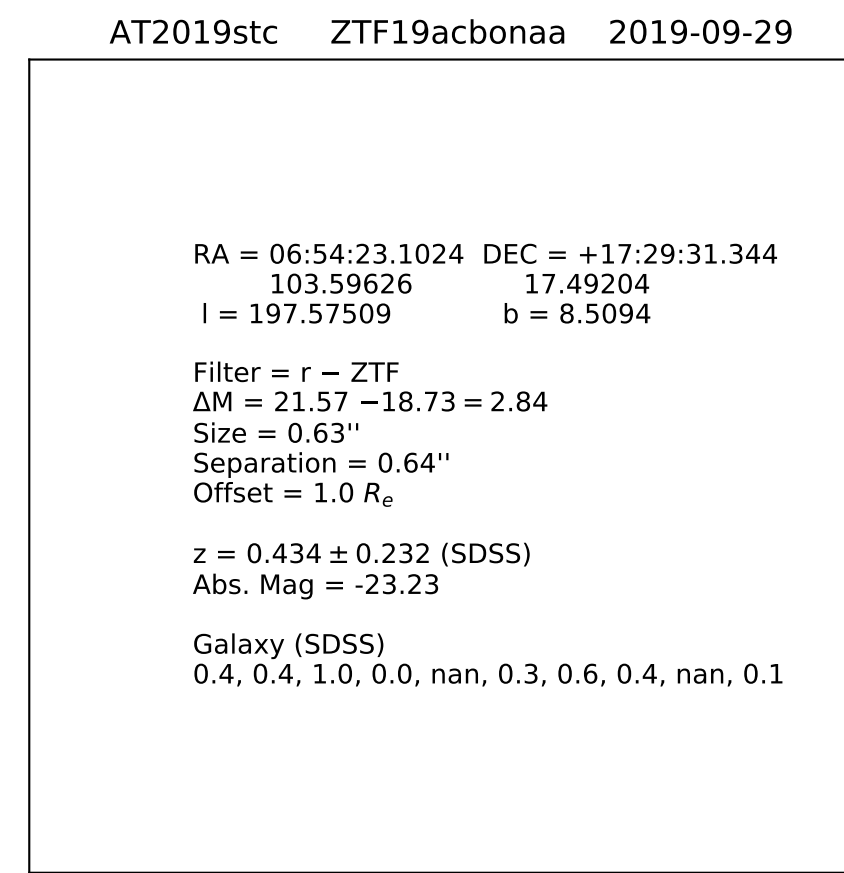 AT2019stc ZTF19acbonaa 2019-09-29
RA = 06:54:23.1024 DEC = +17:29:31.344
103.59626 17.49204
l = 197.57509 b = 8.5094
Filter = r − ZTF
ΔM = 21.57 −18.73 = 2.84
Size = 0.63''
Separation = 0.64''
Offset = 1.0 Rₑ
z = 0.434 ± 0.232 (SDSS)
Abs. Mag = -23.23
Galaxy (SDSS)
0.4, 0.4, 1.0, 0.0, nan, 0.3, 0.6, 0.4, nan, 0.1